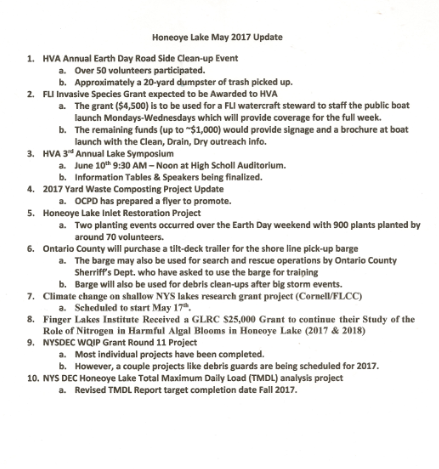 Honeoye Lake May 2017 Update
1. HVA Annual Earth Day Road Side Clean-up Event
a. Over 50 volunteers participated.
b. Approximately a 20-yard dumpster of trash picked up.
2. FLI Invasive Species Grant expected to be Awarded to HVA
a. The grant ($4,500) is to be used for a FLI watercraft steward to staff the public boat
launch Mondays-Wednesdays which will provide coverage for the full week.
b. The remaining funds (up to ~$1,000) would provide signage and a brochure at boat
launch with the Clean, Drain, Dry outreach info.
3. HVA 3rd Annual Lake Symposium
a. June 10th 9:30 AM – Noon at High Scholl Auditorium.
b. Information Tables & Speakers being finalized.
4. 2017 Yard Waste Composting Project Update
a. OCPD has prepared a flyer to promote.
5. Honeoye Lake Inlet Restoration Project
a. Two planting events occurred over the Earth Day weekend with 900 plants planted by
around 70 volunteers.
6. Ontario County will purchase a tilt-deck trailer for the shore line pick-up barge
a. The barge may also be used for search and rescue operations by Ontario County
Sherriff's Dept. who have asked to use the barge for training
b. Barge will also be used for debris clean-ups after big storm events.
7. Climate change on shallow NYS lakes research grant project (Cornell/FLCC)
a. Scheduled to start May 17th.
8. Finger Lakes Institute Received a GLRC $25,000 Grant to continue their Study of the
Role of Nitrogen in Harmful Algal Blooms in Honeoye Lake (2017 & 2018)
9. NYSDEC WQIP Grant Round 11 Project
a. Most individual projects have been completed.
b. However, a couple projects like debris guards are being scheduled for 2017.
10. NYS DEC Honeoye Lake Total Maximum Daily Load (TMDL) analysis project
a. Revised TMDL Report target completion date Fall 2017.